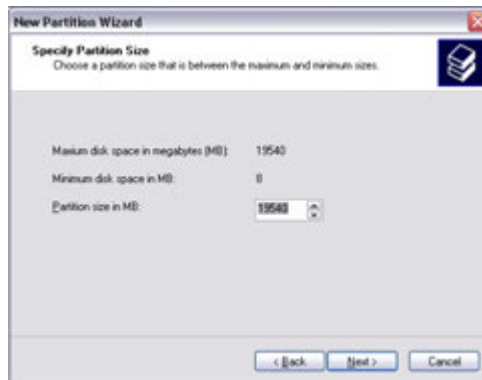 New Partition Wizard
Specify Partition Size
Choose a partition size that is between the maximum and minimum sizes.
Maxium disk space in megabytes (MB): 19540
Minimum disk space in MB: 8
Partition size in MB: 19540
< Back Next > Cancel